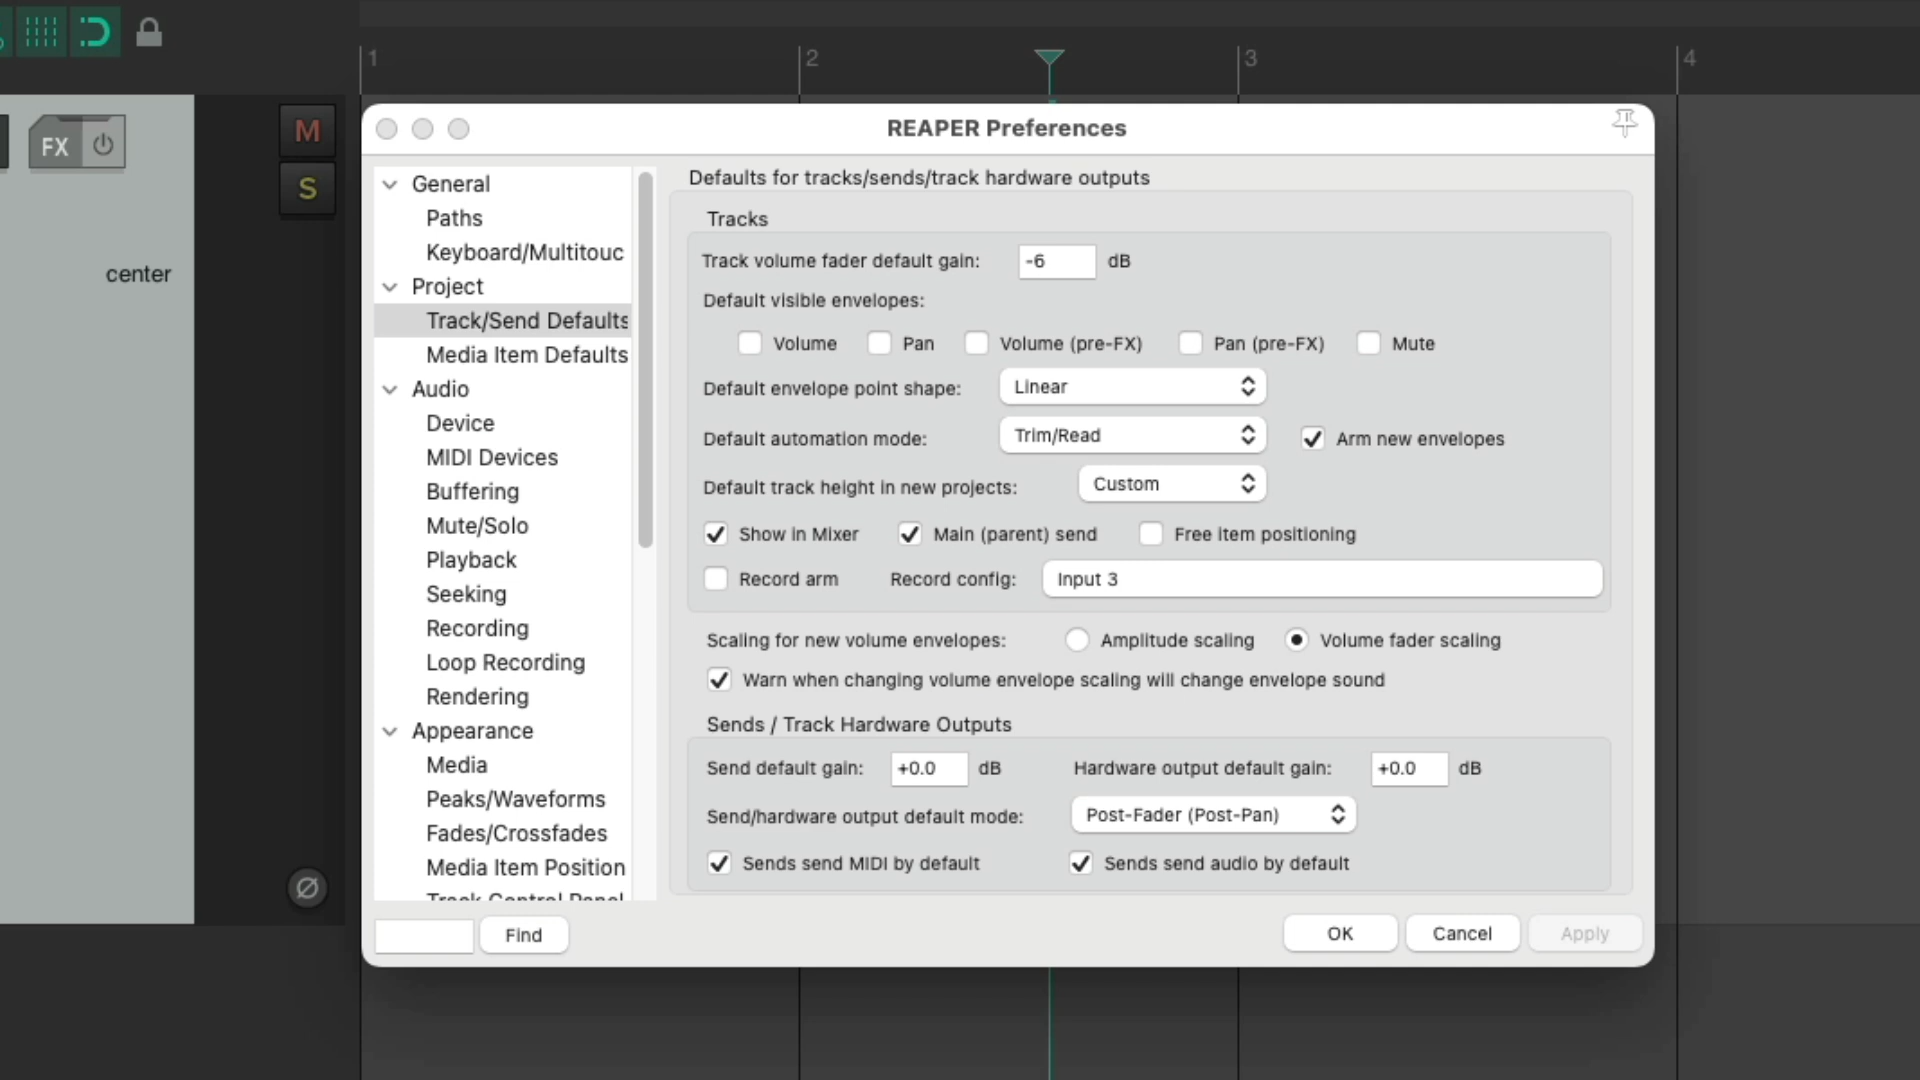 1 2 3 4
FX
M
S
center
REAPER Preferences
General
Paths
Keyboard/Multitouc
Project
Track/Send Defaults
Media Item Defaults
Audio
Device
MIDI Devices
Buffering
Mute/Solo
Playback
Seeking
Recording
Loop Recording
Rendering
Appearance
Media
Peaks/Waveforms
Fades/Crossfades
Media Item Position
Track Control Panel
Find
Defaults for tracks/sends/track hardware outputs
Tracks
Track volume fader default gain: -6 dB
Default visible envelopes:
Volume Pan Volume (pre-FX) Pan (pre-FX) Mute
Default envelope point shape: Linear
Default automation mode: Trim/Read Arm new envelopes
Default track height in new projects: Custom
Show in Mixer Main (parent) send Free item positioning
Record arm Record config: Input 3
Scaling for new volume envelopes: Amplitude scaling Volume fader scaling
Warn when changing volume envelope scaling will change envelope sound
Sends / Track Hardware Outputs
Send default gain: +0.0 dB Hardware output default gain: +0.0 dB
Send/hardware output default mode: Post-Fader (Post-Pan)
Sends send MIDI by default Sends send audio by default
OK Cancel Apply